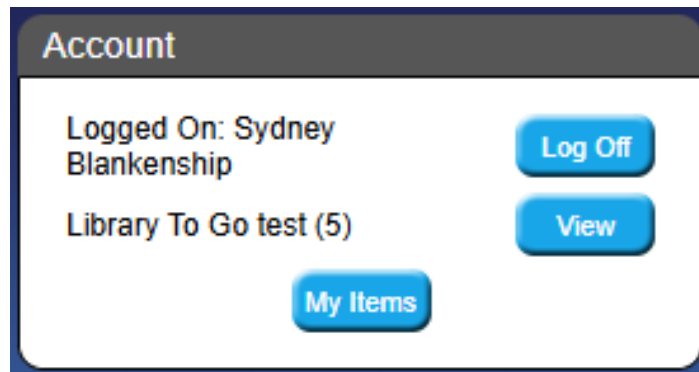 Account
Logged On: Sydney
Blankenship
Log Off
Library To Go test (5)
View
My Items